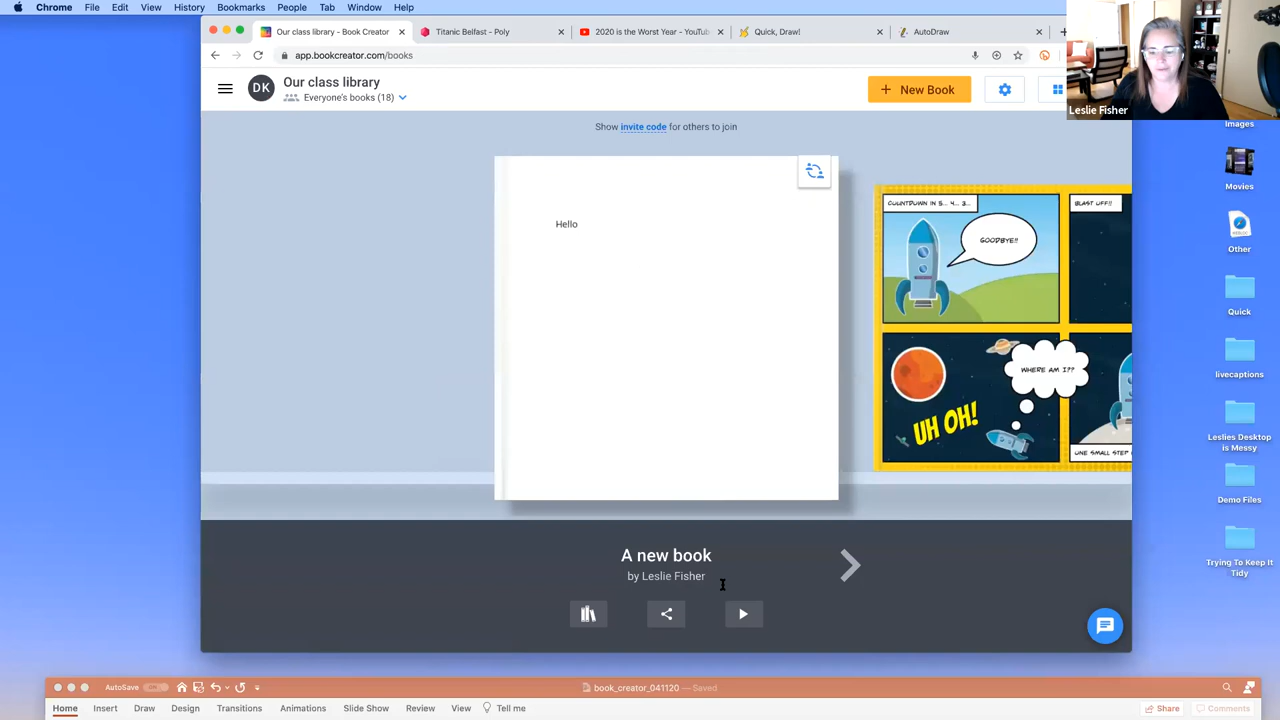 Chrome File Edit View History Bookmarks People Tab Window Help
Our class library - Book Creator
Titanic Belfast - Poly
2020 is the Worst Year - YouTub
Quick, Draw!
AutoDraw
app.bookcreator.com/books
DK
Our class library
Everyone's books (18)
+ New Book
Leslie Fisher
Show invite code for others to join
Hello
COUNTDOWN IN 5... 4... 3...
GOODBYE!!
BLAST OFF!!
WHERE AM I??
UH OH!
ONE SMALL STEP
A new book
by Leslie Fisher
Images
Movies
Other
Quick
livecaptions
Leslies Desktop
is Messy
Demo Files
Trying To Keep It
Tidy
AutoSave
book_creator_041120 — Saved
Home Insert Draw Design Transitions Animations Slide Show Review View Tell me
Share Comments